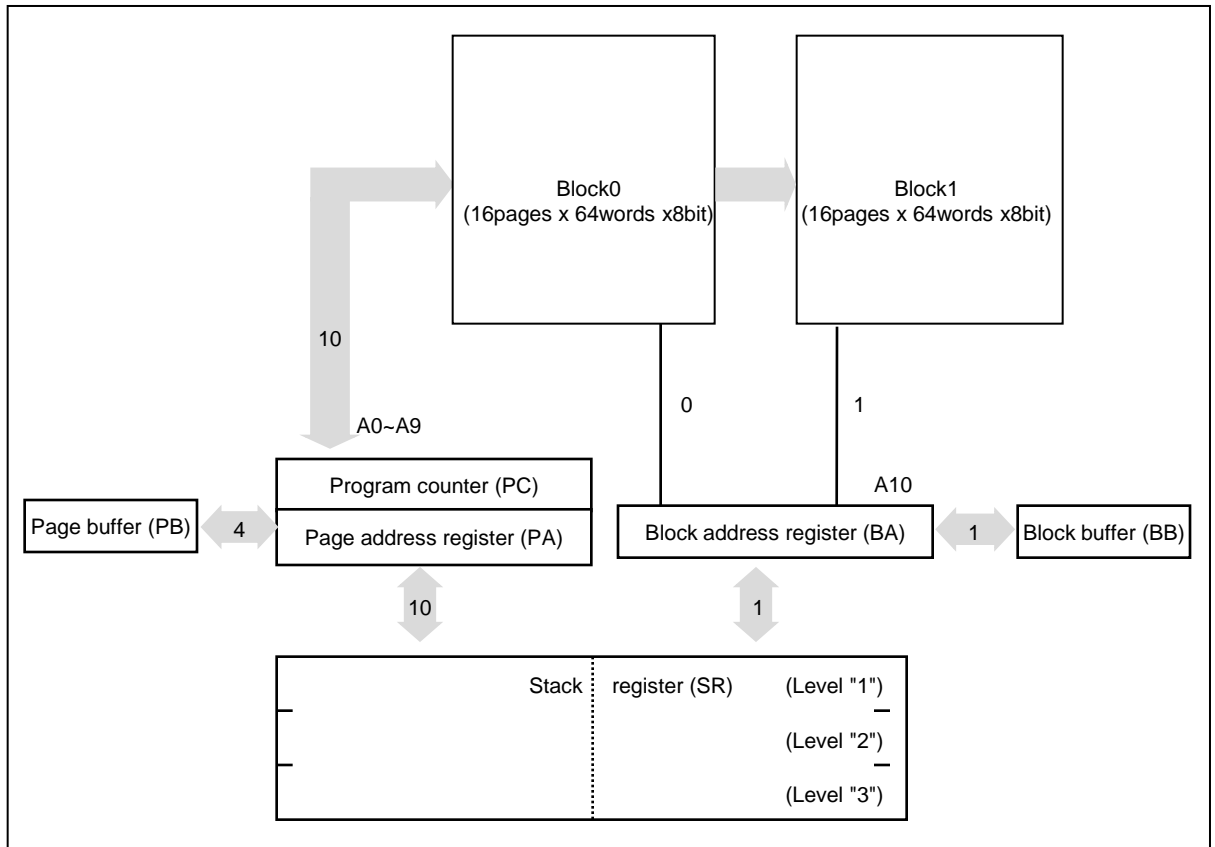 Block0
(16pages x 64words x8bit)
Block1
(16pages x 64words x8bit)
10
0
1
A0~A9
Program counter (PC)
A10
Page buffer (PB)
4
Page address register (PA)
Block address register (BA)
1
Block buffer (BB)
10
1
Stack register (SR) (Level "1")
(Level "2")
(Level "3")